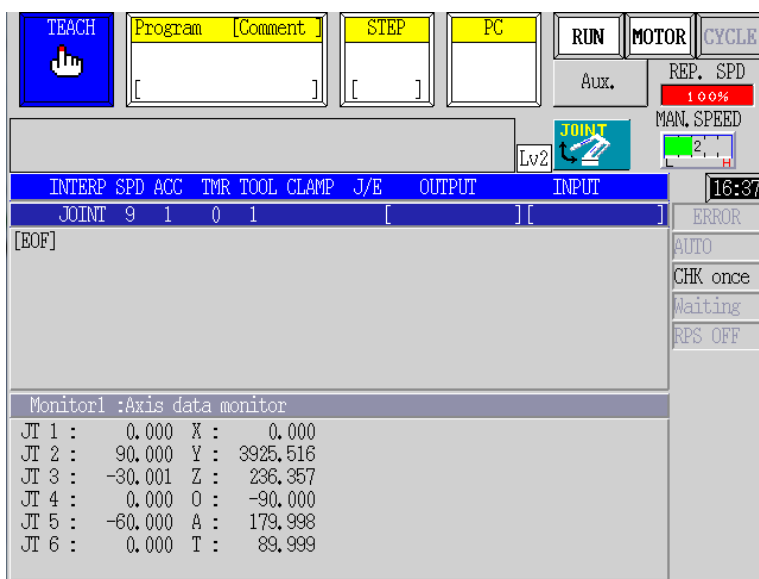 TEACH Program [Comment ] STEP PC RUN MOTOR CYCLE
[ ] [ ]
Aux. REP. SPD
100%
MAN. SPEED
JOINT
2
L H
Lv2
INTERP SPD ACC TMR TOOL CLAMP J/E OUTPUT INPUT 16:37
JOINT 9 1 0 1 [ ][ ] ERROR
[EOF]
AUTO
CHK once
Waiting
RPS OFF
Monitor1 :Axis data monitor
JT 1 : 0.000 X : 0.000
JT 2 : 90.000 Y : 3925.516
JT 3 : -30.001 Z : 236.357
JT 4 : 0.000 O : -90.000
JT 5 : -60.000 A : 179.998
JT 6 : 0.000 T : 89.999